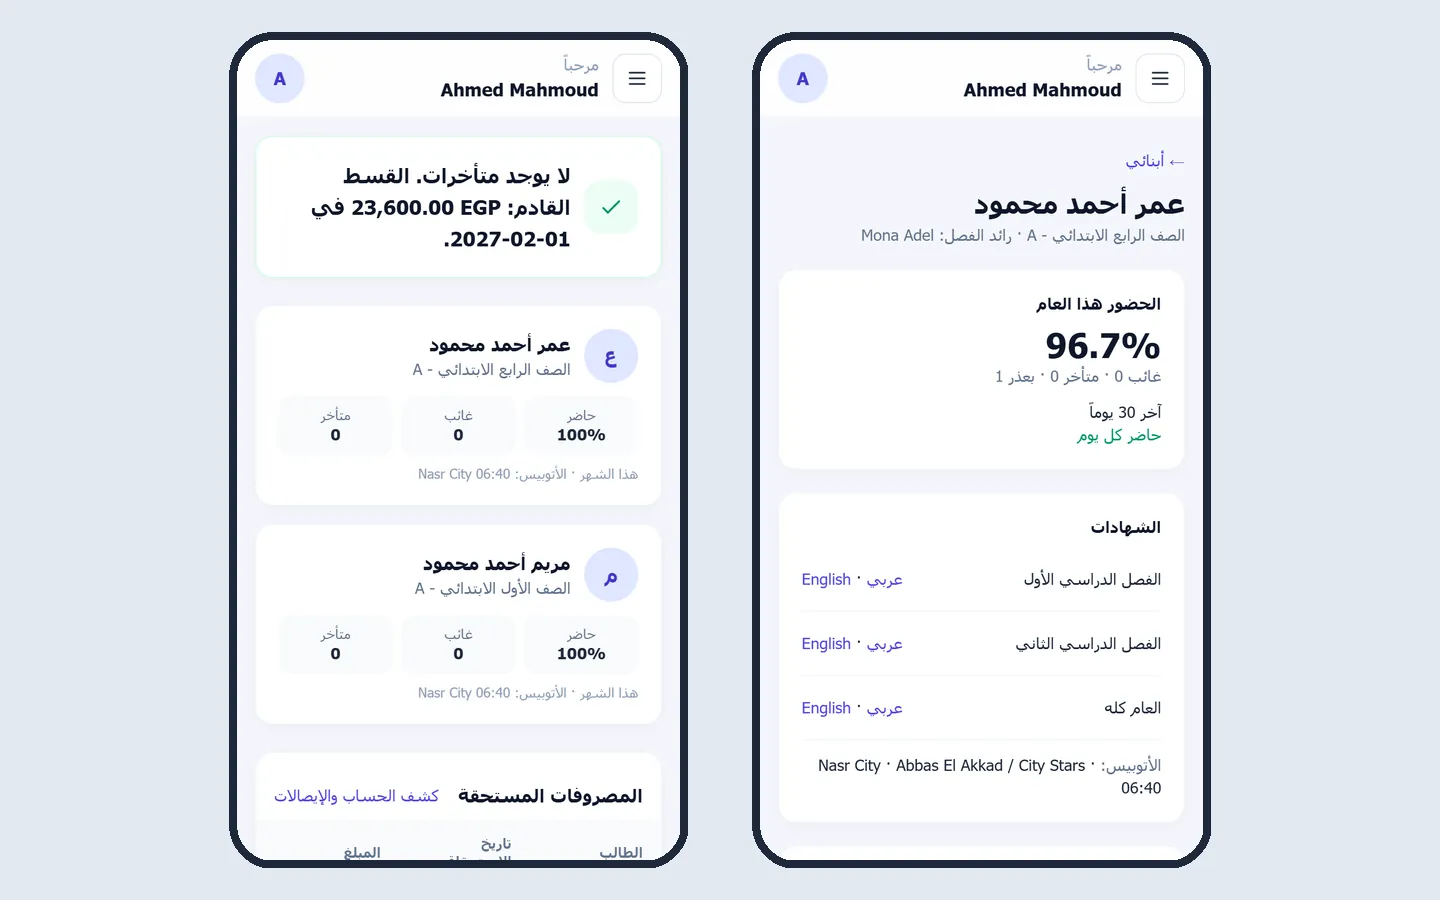 مرحباً
Ahmed Mahmoud
A
لا يوجد متأخرات. القسط
القادم: 23,600.00 EGP في
2027-02-01.
ع
عمر أحمد محمود
الصف الرابع الابتدائي - A
حاضر
100%
غائب
0
متأخر
0
هذا الشهر · الأتوبيس: Nasr City 06:40
م
مريم أحمد محمود
الصف الأول الابتدائي - A
حاضر
100%
غائب
0
متأخر
0
هذا الشهر · الأتوبيس: Nasr City 06:40
المصروفات المستحقة
كشف الحساب والإيصالات
الطالب
تاريخ
المبلغ
مرحباً
Ahmed Mahmoud
A
← أبنائي
عمر أحمد محمود
الصف الرابع الابتدائي - A · رائد الفصل: Mona Adel
الحضور هذا العام
96.7%
غائب 0 · متأخر 0 · بعذر 1
آخر 30 يوماً
حاضر كل يوم
الشهادات
الفصل الدراسي الأول
عربي · English
الفصل الدراسي الثاني
عربي · English
العام كله
عربي · English
الأتوبيس: Nasr City · Abbas El Akkad / City Stars ·
06:40